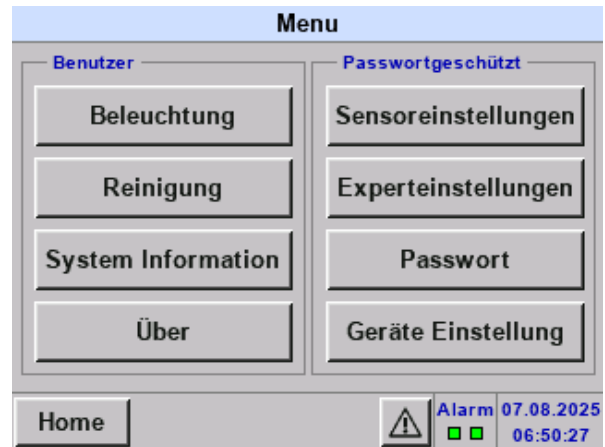 Menu
Benutzer
Beleuchtung
Reinigung
System Information
Über
Passwortgeschützt
Sensoreinstellungen
Experteinstellungen
Passwort
Geräte Einstellung
Home
Alarm
07.08.2025
06:50:27